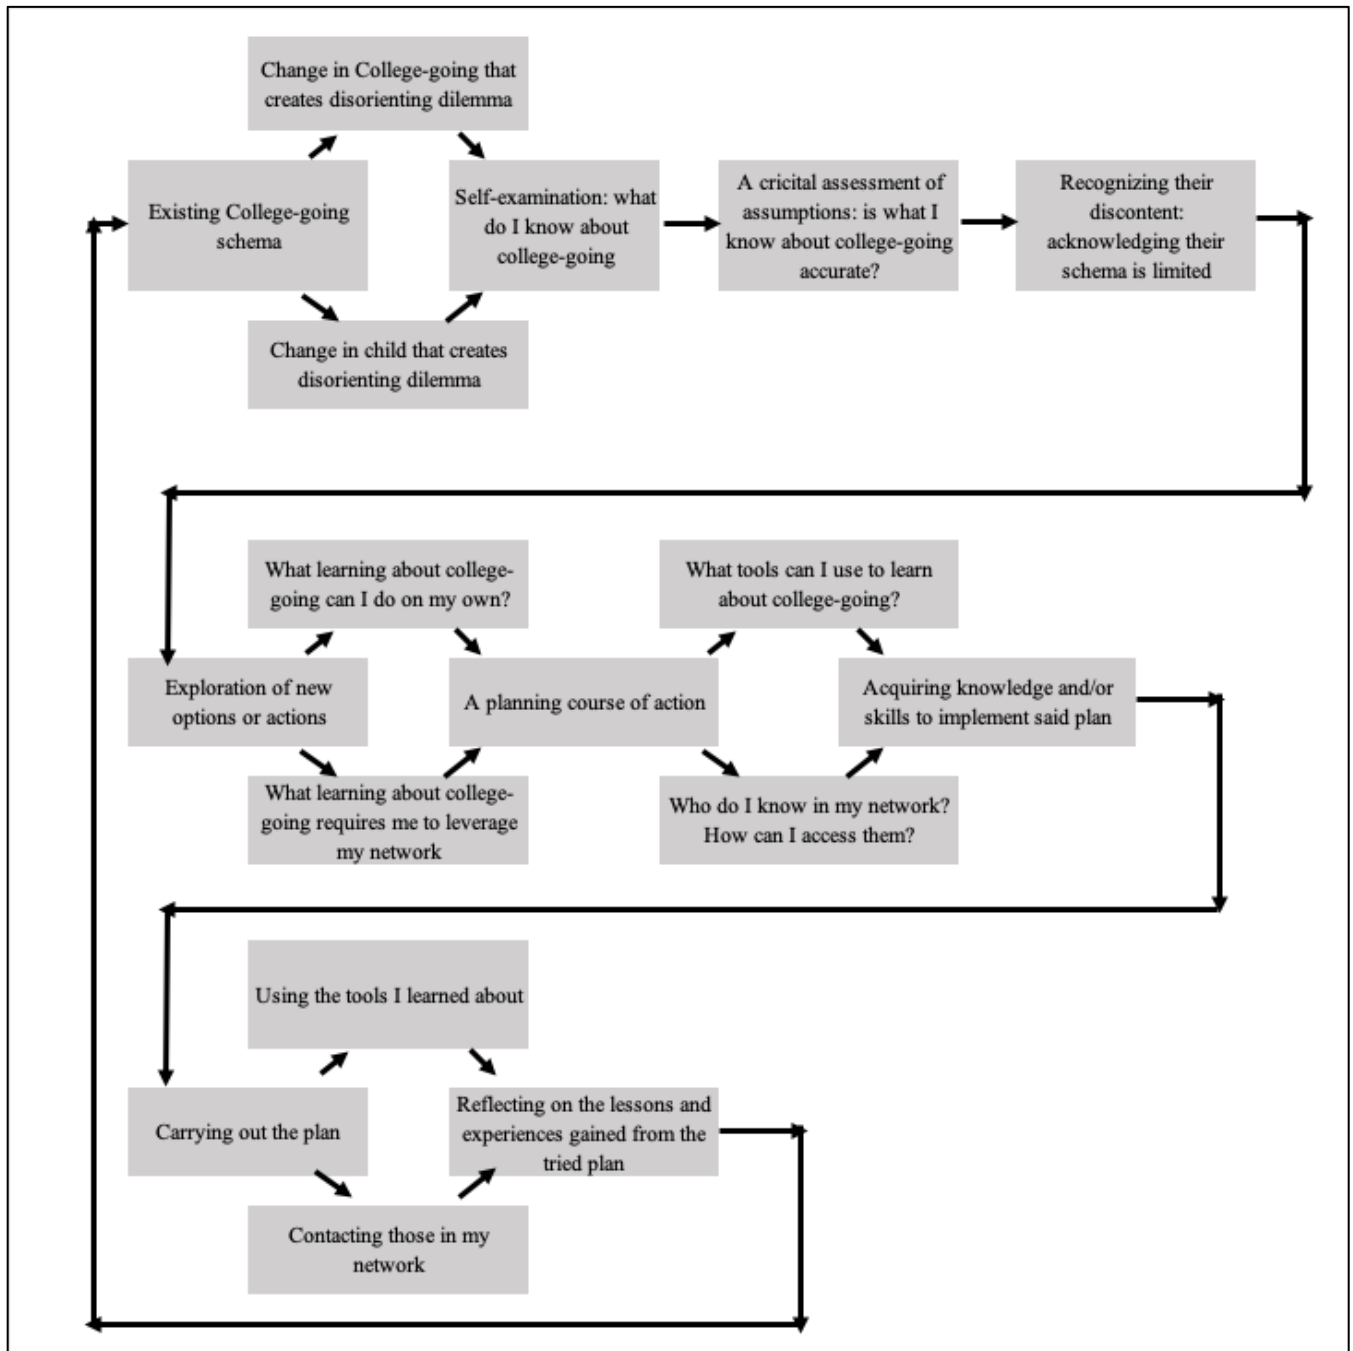 Change in College-going that
creates disorienting dilemma
Existing College-going
schema
Self-examination: what
do I know about
college-going
A cricital assessment of
assumptions: is what I
know about college-going
accurate?
Recognizing their
discontent:
acknowledging their
schema is limited
Change in child that creates
disorienting dilemma
What learning about college-
going can I do on my own?
What tools can I use to learn
about college-going?
Exploration of new
options or actions
A planning course of action
Acquiring knowledge and/or
skills to implement said plan
What learning about college-
going requires me to leverage
my network
Who do I know in my network?
How can I access them?
Using the tools I learned about
Carrying out the plan
Reflecting on the lessons and
experiences gained from the
tried plan
Contacting those in my
network